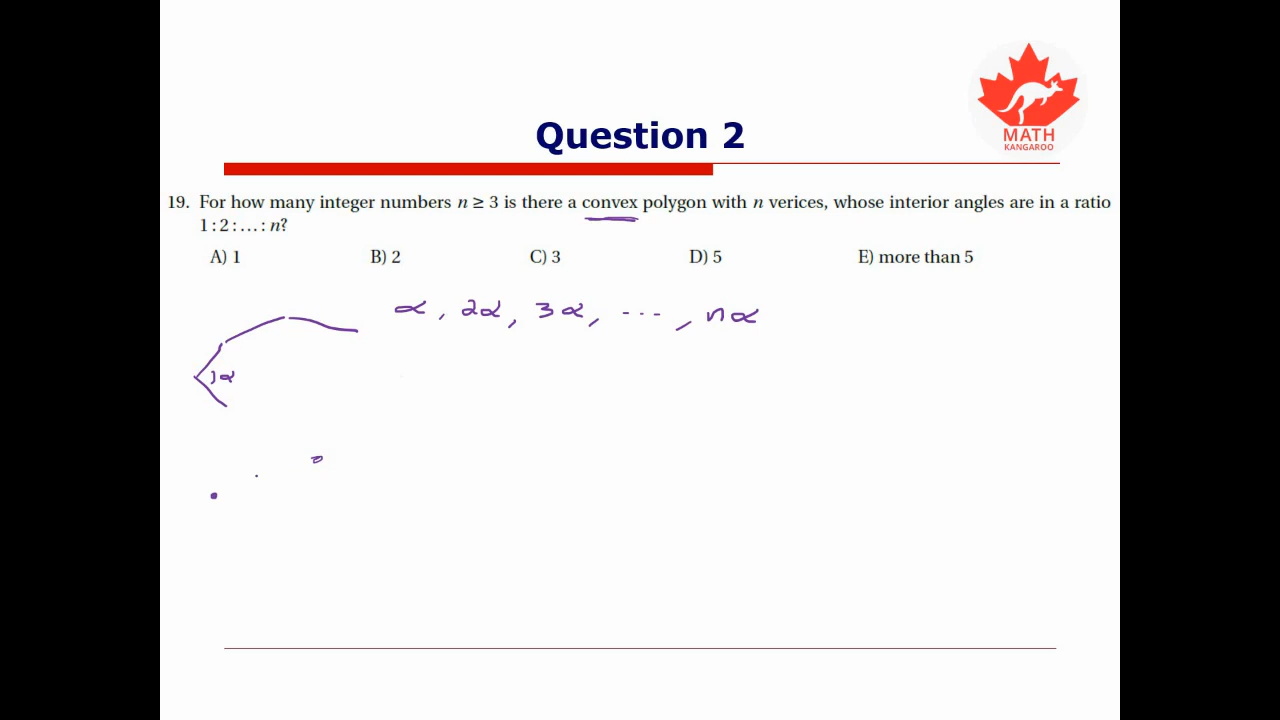 MATH
KANGAROO
Question 2
19. For how many integer numbers n ≥ 3 is there a convex polygon with n verices, whose interior angles are in a ratio
1 : 2 : … : n?
A) 1 B) 2 C) 3 D) 5 E) more than 5
α, 2α, 3α, ..., nα
1α